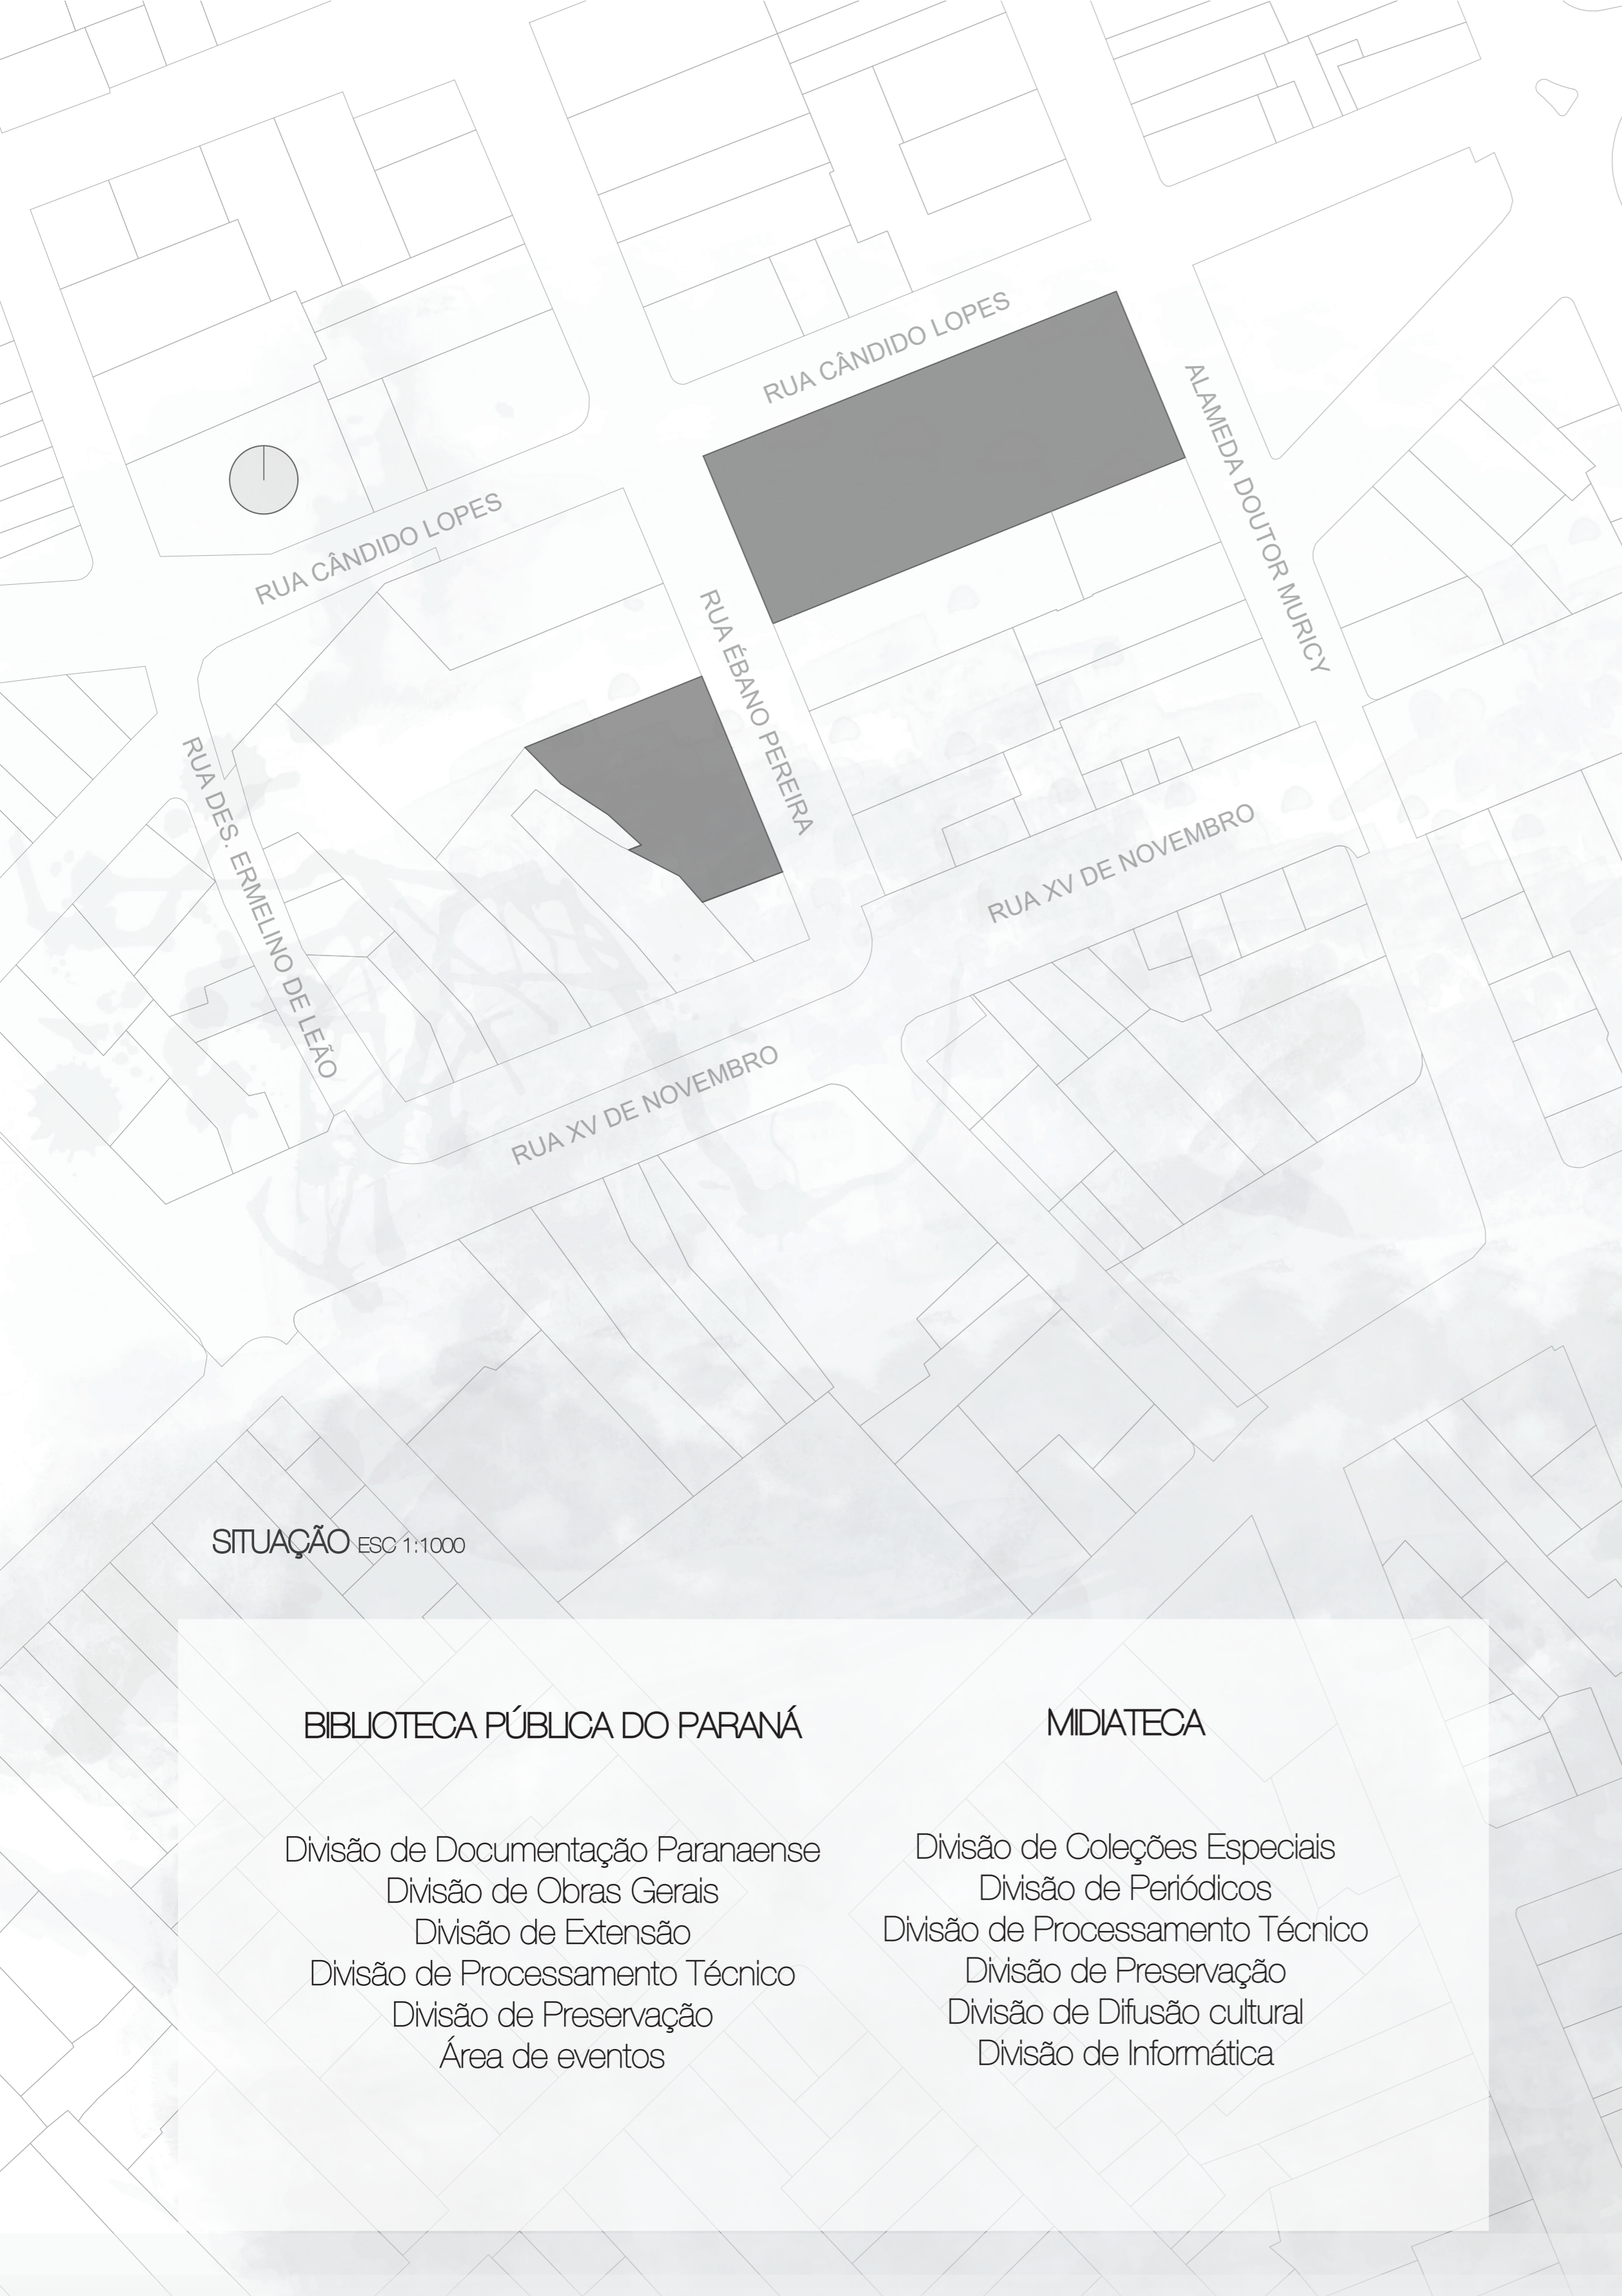 RUA CÂNDIDO LOPES
ALAMEDA DOUTOR MURICY
RUA CÂNDIDO LOPES
RUA ÉBANO PEREIRA
RUA DES. ERMELINO DE LEÃO
RUA XV DE NOVEMBRO
RUA XV DE NOVEMBRO
SITUAÇÃO ESC 1:1000
BIBLIOTECA PÚBLICA DO PARANÁ
Divisão de Documentação Paranaense
Divisão de Obras Gerais
Divisão de Extensão
Divisão de Processamento Técnico
Divisão de Preservação
Área de eventos
MIDIATECA
Divisão de Coleções Especiais
Divisão de Periódicos
Divisão de Processamento Técnico
Divisão de Preservação
Divisão de Difusão cultural
Divisão de Informática